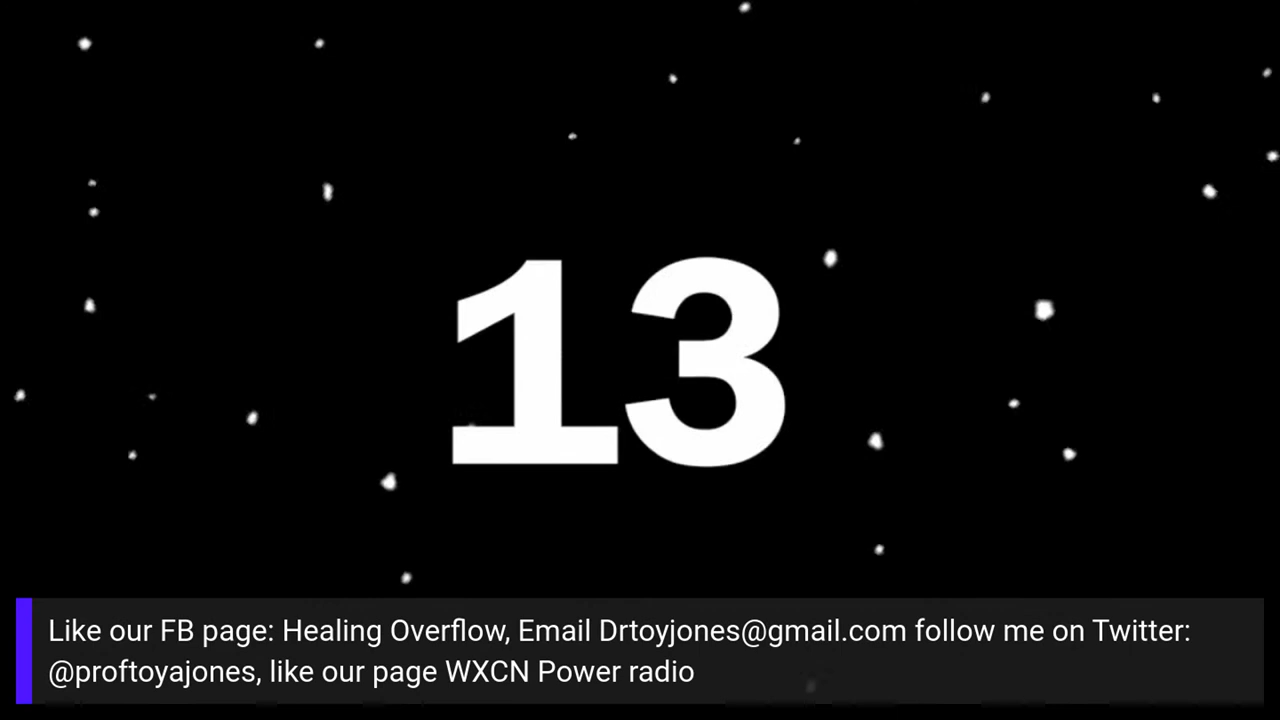 13
Like our FB page: Healing Overflow, Email Drtoyjones@gmail.com follow me on Twitter:
@proftoyajones, like our page WXCN Power radio